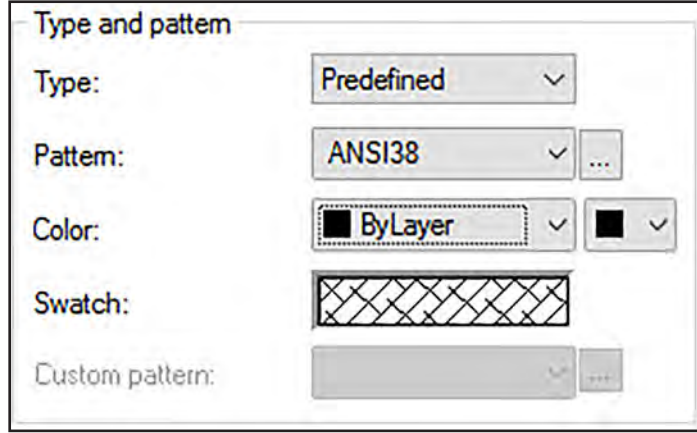 Type and pattern
Type: Predefined
Pattern: ANSI38 ...
Color: ByLayer
Swatch:
Custom pattern: ...